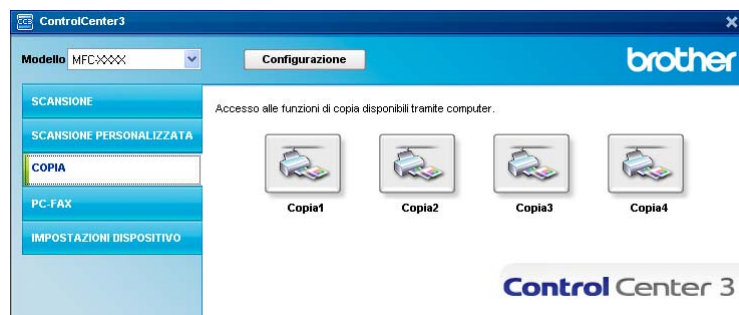 ControlCenter3
Modello MFC-XXXX Configurazione brother
SCANSIONE
SCANSIONE PERSONALIZZATA
COPIA
PC-FAX
IMPOSTAZIONI DISPOSITIVO
Accesso alle funzioni di copia disponibili tramite computer.
Copia1 Copia2 Copia3 Copia4
Control Center 3